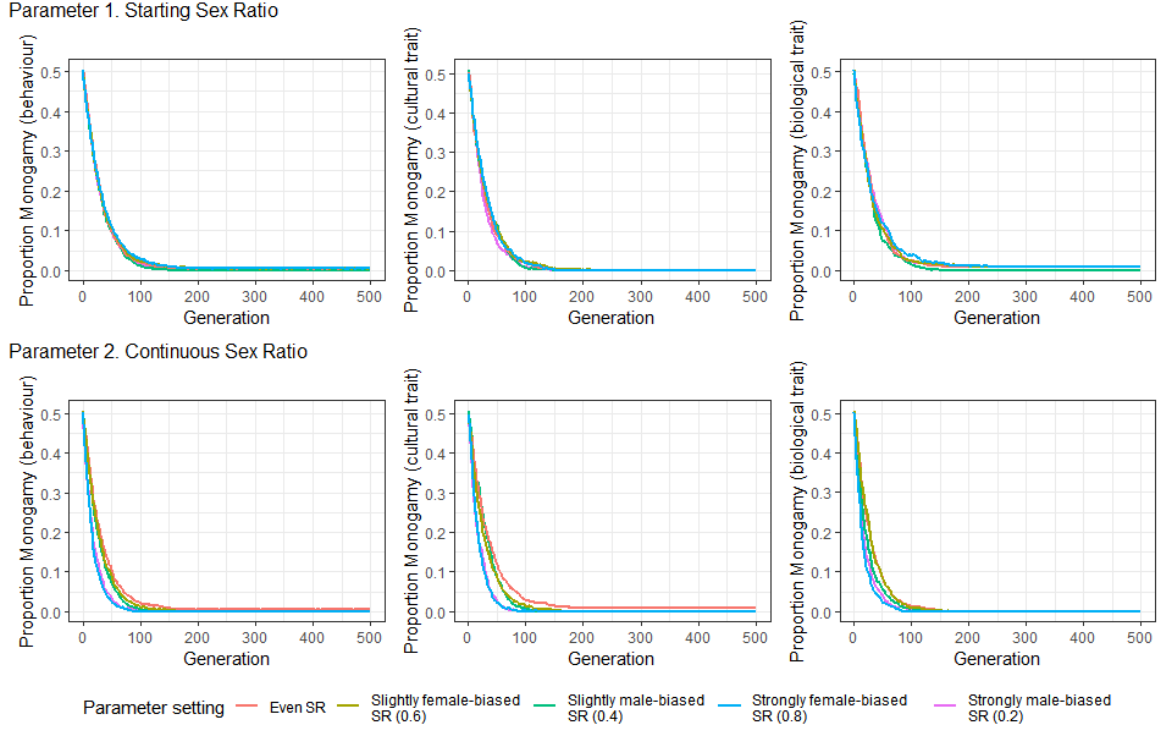 Parameter 1. Starting Sex Ratio
Proportion Monogamy (behaviour)
0.5
0.4
0.3
0.2
0.1
0.0
0 100 200 300 400 500
Generation
Proportion Monogamy (cultural trait)
0.5
0.4
0.3
0.2
0.1
0.0
0 100 200 300 400 500
Generation
Proportion Monogamy (biological trait)
0.5
0.4
0.3
0.2
0.1
0.0
0 100 200 300 400 500
Generation
Parameter 2. Continuous Sex Ratio
Proportion Monogamy (behaviour)
0.5
0.4
0.3
0.2
0.1
0.0
0 100 200 300 400 500
Generation
Proportion Monogamy (cultural trait)
0.5
0.4
0.3
0.2
0.1
0.0
0 100 200 300 400 500
Generation
Proportion Monogamy (biological trait)
0.5
0.4
0.3
0.2
0.1
0.0
0 100 200 300 400 500
Generation
Parameter setting
Even SR
Slightly female-biased
SR (0.6)
Slightly male-biased
SR (0.4)
Strongly female-biased
SR (0.8)
Strongly male-biased
SR (0.2)